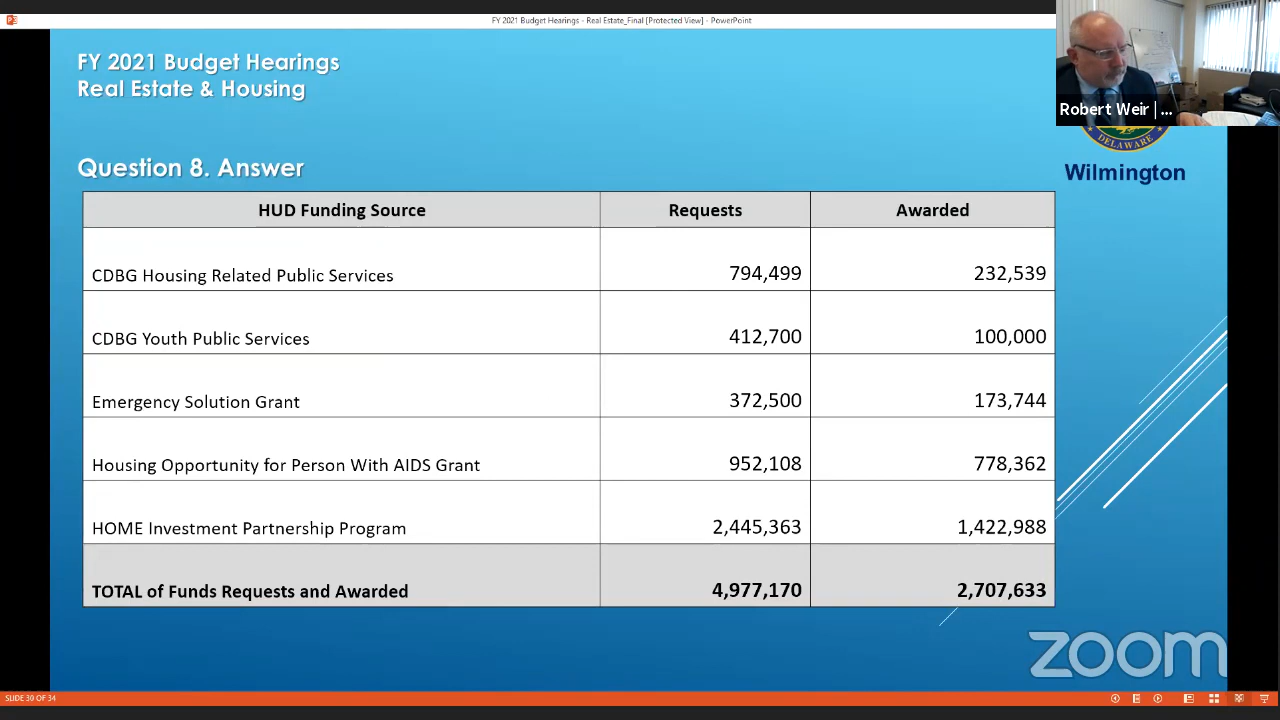 FY 2021 Budget Hearings - Real Estate_Final [Protected View] - PowerPoint
FY 2021 Budget Hearings
Real Estate & Housing
Robert Weir | ...
DELAWARE
Wilmington
Question 8. Answer
HUD Funding Source Requests Awarded
CDBG Housing Related Public Services 794,499 232,539
CDBG Youth Public Services 412,700 100,000
Emergency Solution Grant 372,500 173,744
Housing Opportunity for Person With AIDS Grant 952,108 778,362
HOME Investment Partnership Program 2,445,363 1,422,988
TOTAL of Funds Requests and Awarded 4,977,170 2,707,633
zoom
SLIDE 30 OF 34